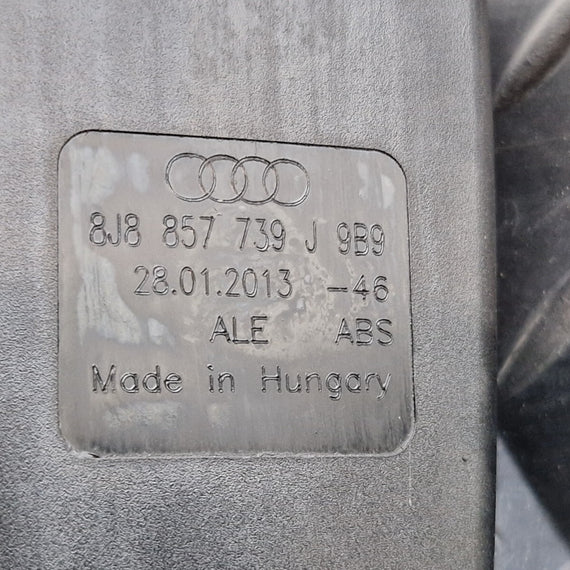 8J8 857 739 J 9B9
28.01.2013 -46
ALE ABS
Made in Hungary